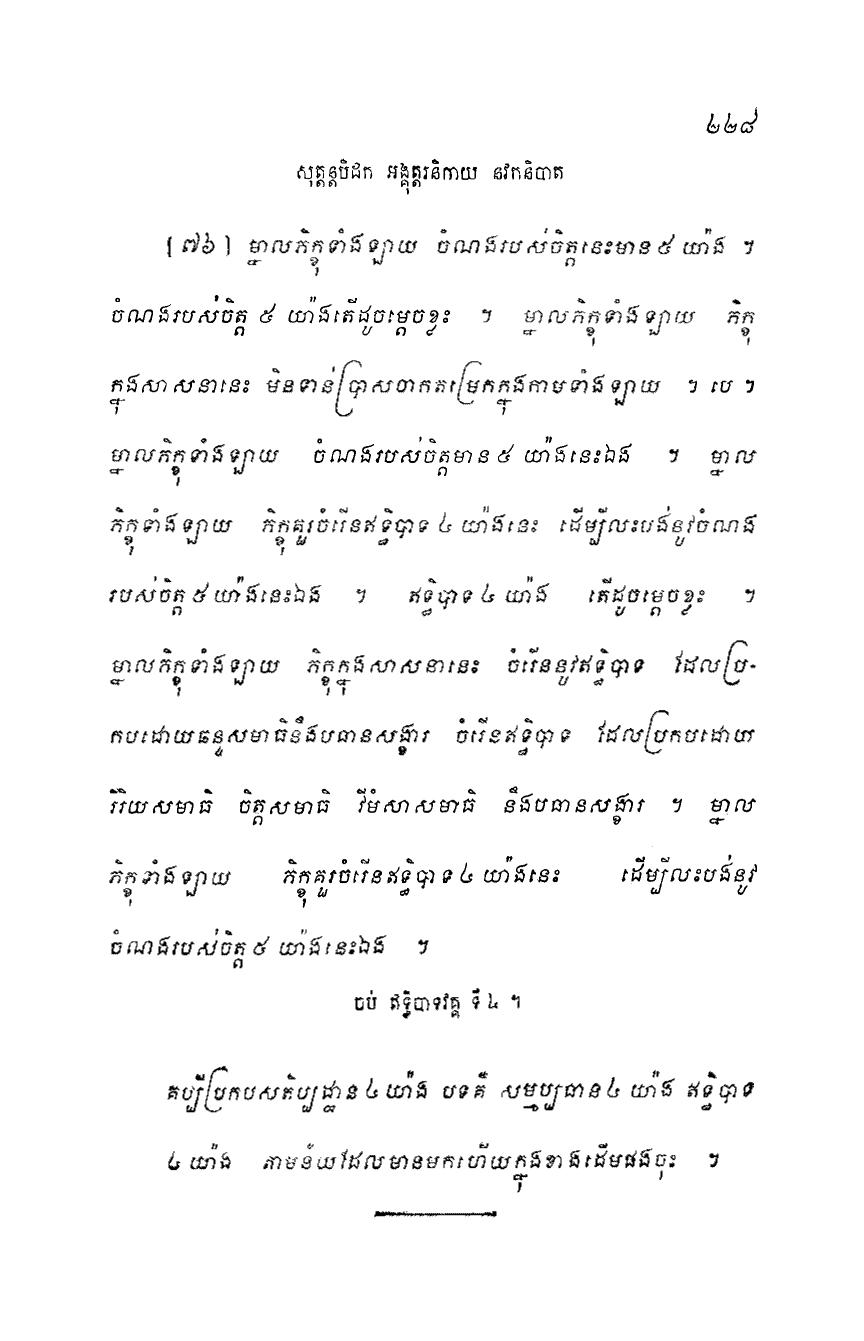 ២២៨
សុត្តន្តបិដក អង្គុត្តរនិកាយ នវកនិបាត
[៧៦] ម្នាលភិក្ខុទាំងឡាយ ចំណងរបស់ចិត្តនេះមាន៥ យ៉ាង ។
ចំណងរបស់ចិត្ត ៥ យ៉ាងតើដូចម្តេចខ្លះ ។ ម្នាលភិក្ខុទាំងឡាយ ភិក្ខុ
ក្នុងសាសនានេះ មិនទាន់ប្រាសចាកតម្រេកក្នុងកាមទាំងឡាយ ។ បេ ។
ម្នាលភិក្ខុទាំងឡាយ ចំណងរបស់ចិត្តមាន៥ យ៉ាងនេះឯង ។ ម្នាល
ភិក្ខុទាំងឡាយ ភិក្ខុគួរចំរើនឥទ្ធិបាទ ៤ យ៉ាងនេះ ដើម្បីលះបង់នូវចំណង
របស់ចិត្ត ៥យ៉ាងនេះឯង ។ ឥទ្ធិបាទ ៤ យ៉ាង តើដូចម្តេចខ្លះ ។
ម្នាលភិក្ខុទាំងឡាយ ភិក្ខុក្នុងសាសនានេះ ចំរើននូវឥទ្ធិបាទ ដែលប្រ-
កបដោយឆន្ទសមាធិនឹងបធានសង្ខារ ចំរើនឥទ្ធិបាទ ដែលប្រកបដោយ
វិរិយសមាធិ ចិត្តសមាធិ វីមំសាសមាធិ នឹងបធានសង្ខារ ។ ម្នាល
ភិក្ខុទាំងឡាយ ភិក្ខុគួរចំរើនឥទ្ធិបាទ៤ យ៉ាងនេះ ដើម្បីលះបង់នូវ
ចំណងរបស់ចិត្ត៥ យ៉ាងនេះឯង ។
ចប់ ឥទ្ធិបាទវគ្គ ទី៤ ។
គប្បីប្រកបសតិប្បដ្ឋាន៤យ៉ាង បទគឺ សម្មប្បធាន៤ យ៉ាង ឥទ្ធិបាទ
៤ យ៉ាង តាមន័យដែលមានមកហើយក្នុងខាងដើមផងចុះ ។